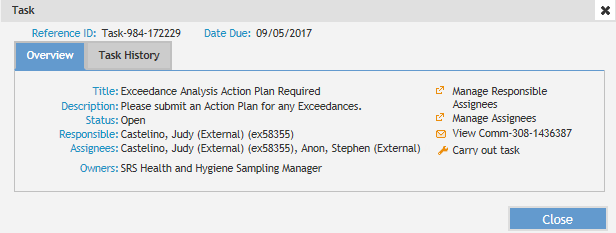 Task
Reference ID: Task-984-172229 Date Due: 09/05/2017
Overview Task History
Title: Exceedance Analysis Action Plan Required
Description: Please submit an Action Plan for any Exceedances.
Status: Open
Responsible: Castelino, Judy (External) (ex58355)
Assignees: Castelino, Judy (External) (ex58355), Anon, Stephen (External)
Owners: SRS Health and Hygiene Sampling Manager
Manage Responsible
Assignees
Manage Assignees
View Comm-308-1436387
Carry out task
Close